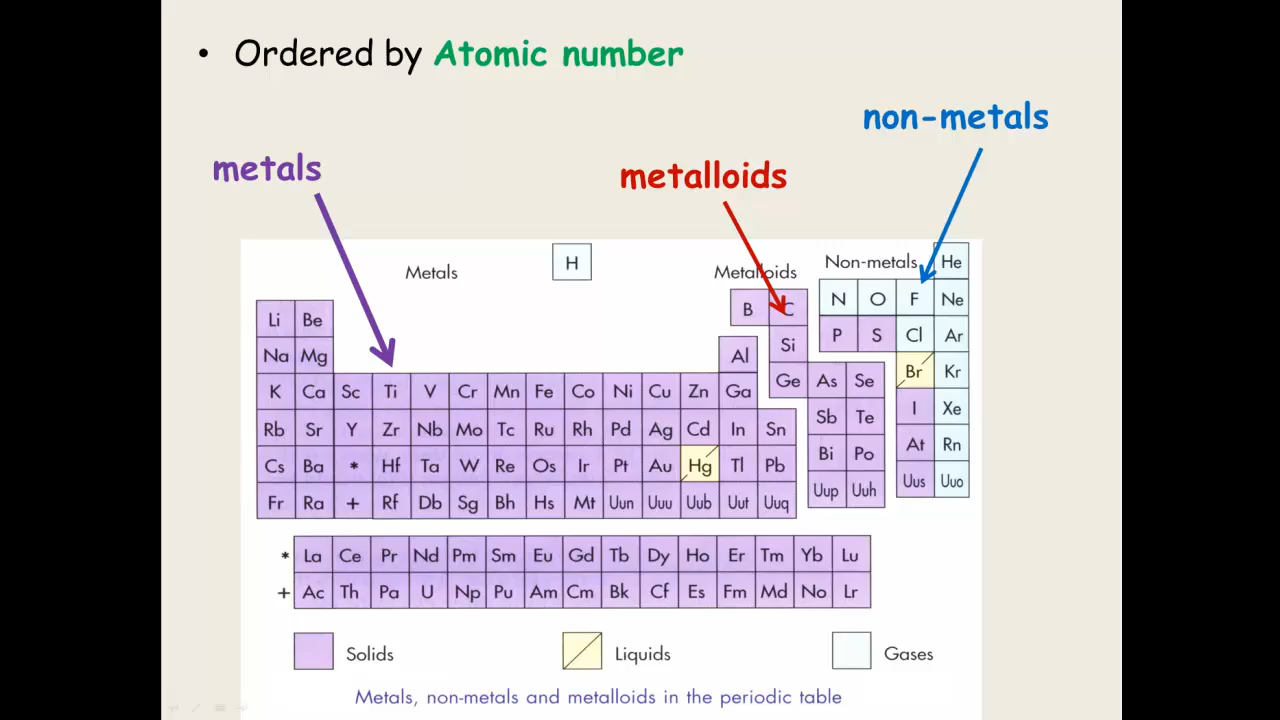 • Ordered by Atomic number
non-metals
metals
metalloids
Metals
H
Metalloids
Non-metals
He
B C N O F Ne
Li Be
Na Mg Al Si P S Cl Ar
K Ca Sc Ti V Cr Mn Fe Co Ni Cu Zn Ga Ge As Se Br Kr
Rb Sr Y Zr Nb Mo Tc Ru Rh Pd Ag Cd In Sn Sb Te I Xe
Cs Ba * Hf Ta W Re Os Ir Pt Au Hg Tl Pb Bi Po At Rn
Fr Ra + Rf Db Sg Bh Hs Mt Uun Uuu Uub Uut Uuq Uup Uuh Uus Uuo
* La Ce Pr Nd Pm Sm Eu Gd Tb Dy Ho Er Tm Yb Lu
+ Ac Th Pa U Np Pu Am Cm Bk Cf Es Fm Md No Lr
Solids
Liquids
Gases
Metals, non-metals and metalloids in the periodic table